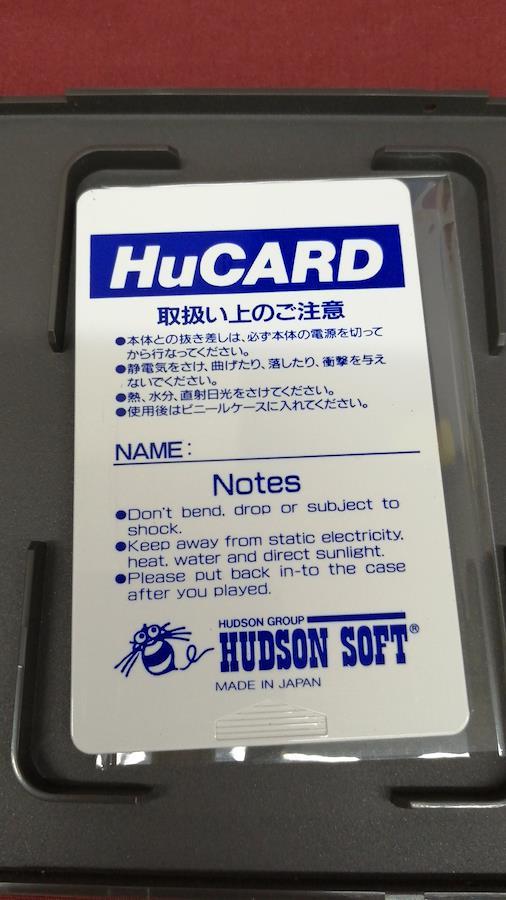 HuCARD
取扱い上のご注意
●本体との抜き差しは、必ず本体の電源を切って
から行なってください。
●静電気をさけ、曲げたり、落したり、衝撃を与え
ないでください。
●熱、水分、直射日光をさけてください。
●使用後はビニールケースに入れてください。
NAME:
Notes
●Don't bend, drop or subject to
shock.
●Keep away from static electricity,
heat, water and direct sunlight.
●Please put back in-to the case
after you played.
HUDSON GROUP
HUDSON SOFT®
MADE IN JAPAN